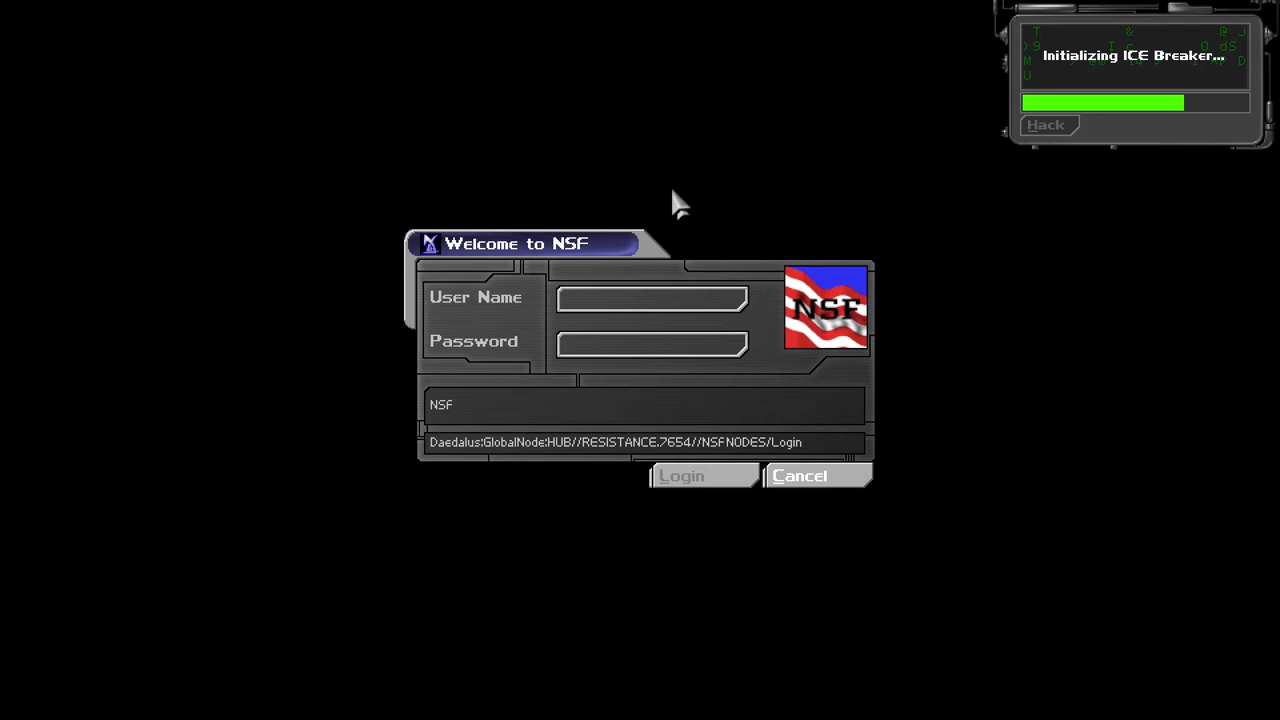 Initializing ICE Breaker...
Hack
Welcome to NSF
User Name
NSF
Password
NSF
Daedalus:GlobalNode:HUB//RESISTANCE.7654//NSFNODES/Login
Login
Cancel